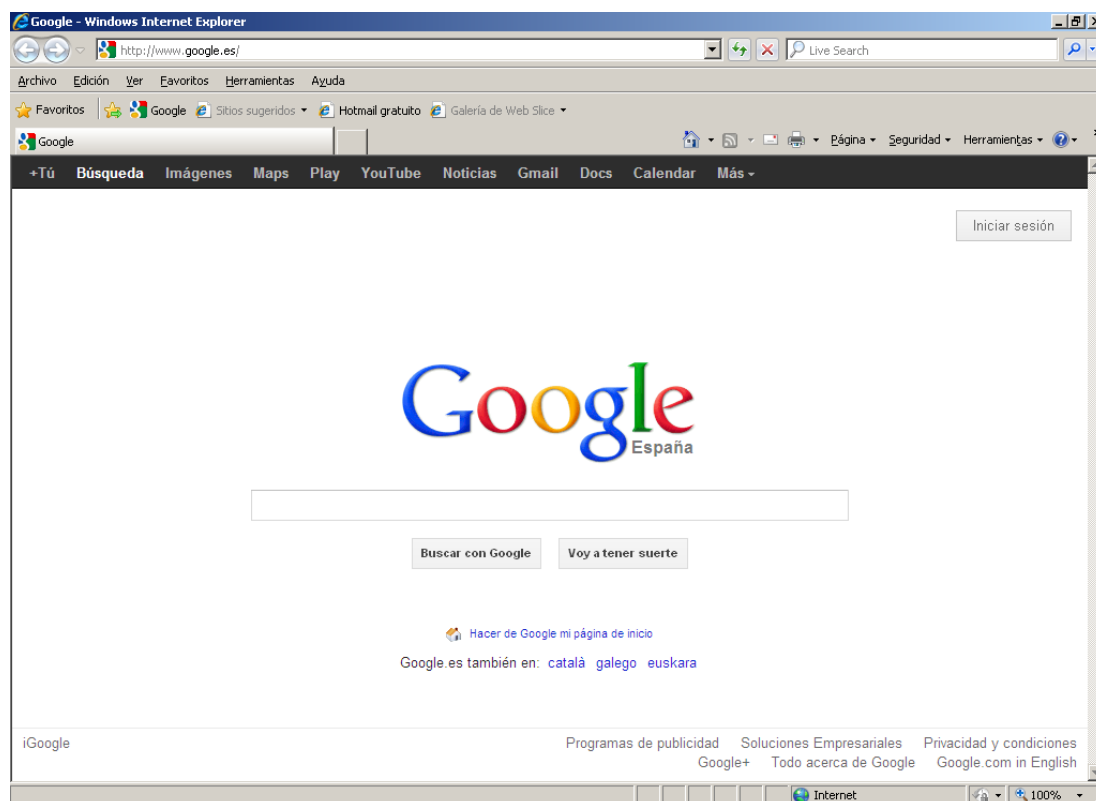 Google - Windows Internet Explorer
http://www.google.es/
Live Search
Archivo Edición Ver Favoritos Herramientas Ayuda
Favoritos Google Sitios sugeridos Hotmail gratuito Galería de Web Slice
Google Página Seguridad Herramientas
+Tú Búsqueda Imágenes Maps Play YouTube Noticias Gmail Docs Calendar Más
Iniciar sesión
Google
España
Buscar con Google Voy a tener suerte
Hacer de Google mi página de inicio
Google.es también en: català galego euskara
iGoogle Programas de publicidad Soluciones Empresariales Privacidad y condiciones
Google+ Todo acerca de Google Google.com in English
Internet 100%